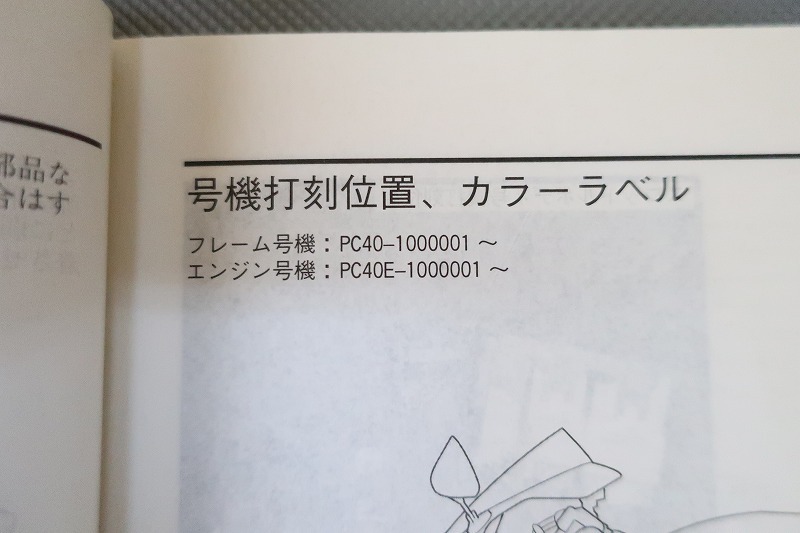 部品な
合はす
号機打刻位置、カラーラベル
フレーム号機：PC40-1000001 ～
エンジン号機：PC40E-1000001 ～